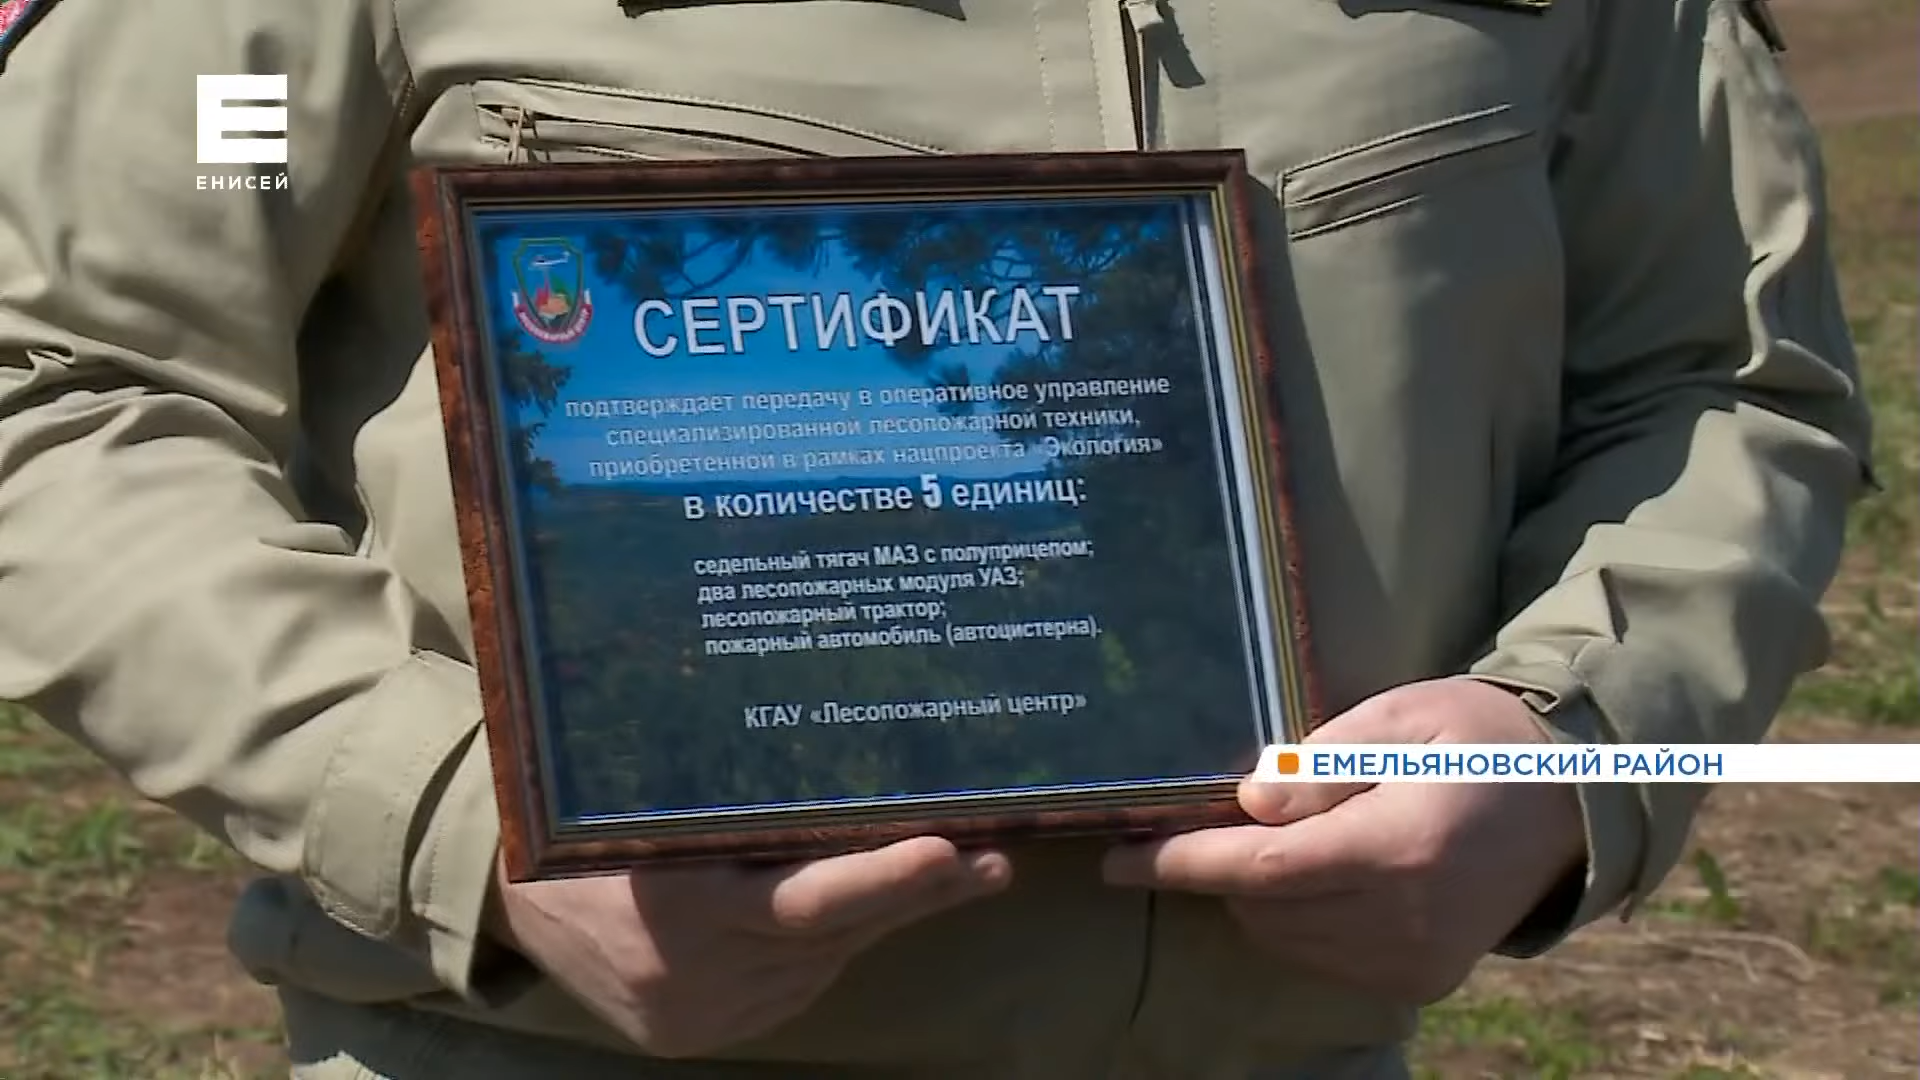 ЕНИСЕЙ
СЕРТИФИКАТ
подтверждает передачу в оперативное управление
специализированной лесопожарной техники,
приобретенной в рамках нацпроекта «Экология»
в количестве 5 единиц:
седельный тягач МАЗ с полуприцепом;
два лесопожарных модуля УАЗ;
лесопожарный трактор;
пожарный автомобиль (автоцистерна).
КГАУ «Лесопожарный центр»
ЕМЕЛЬЯНОВСКИЙ РАЙОН